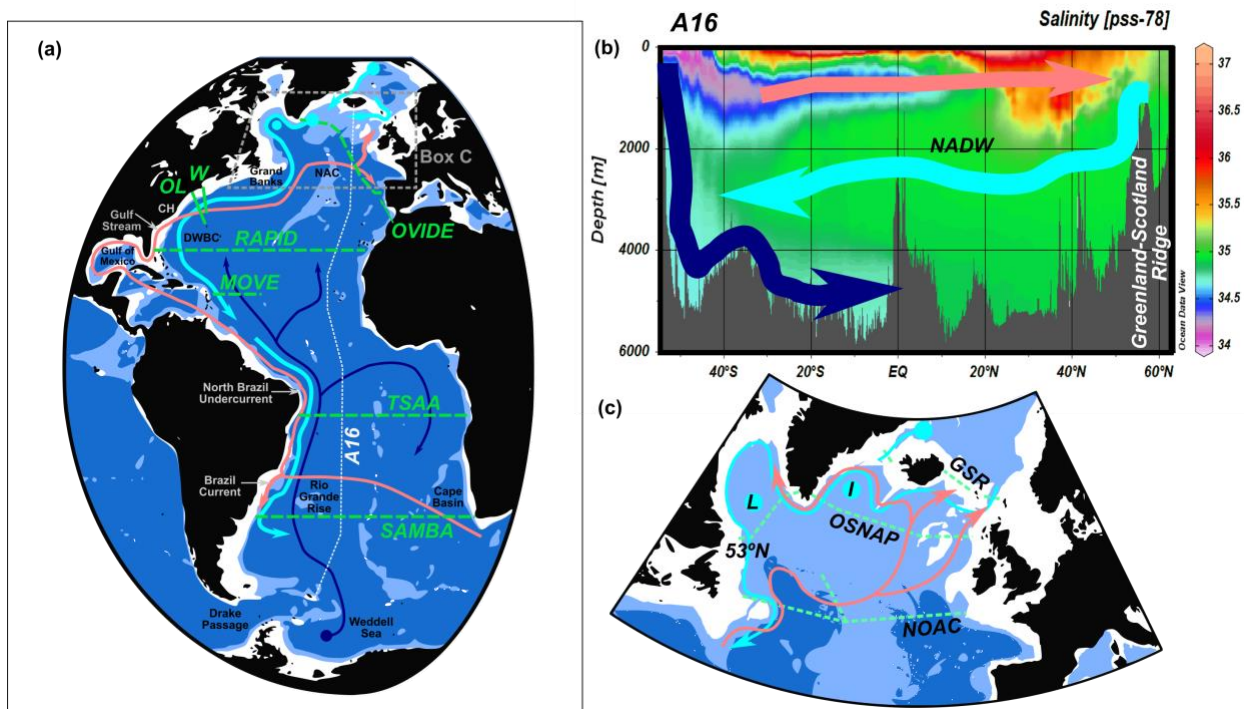 (a)
Box C
Grand
Banks
NAC
OL W
CH
Gulf
Stream
DWBC
RAPID
OVIDE
Gulf of
Mexico
MOVE
North Brazil
Undercurrent
TSAA
A16
Brazil
Current
Rio
Grande
Rise
Cape
Basin
SAMBA
Drake
Passage
Weddell
Sea
(b)
A16
Salinity [pss-78]
Depth [m]
0
2000
4000
6000
NADW
Greenland-Scotland
Ridge
Ocean Data View
40°S
20°S
EQ
20°N
40°N
60°N
37
36.5
36
35.5
35
34.5
34
(c)
L
I
GSR
OSNAP
53ºN
NOAC